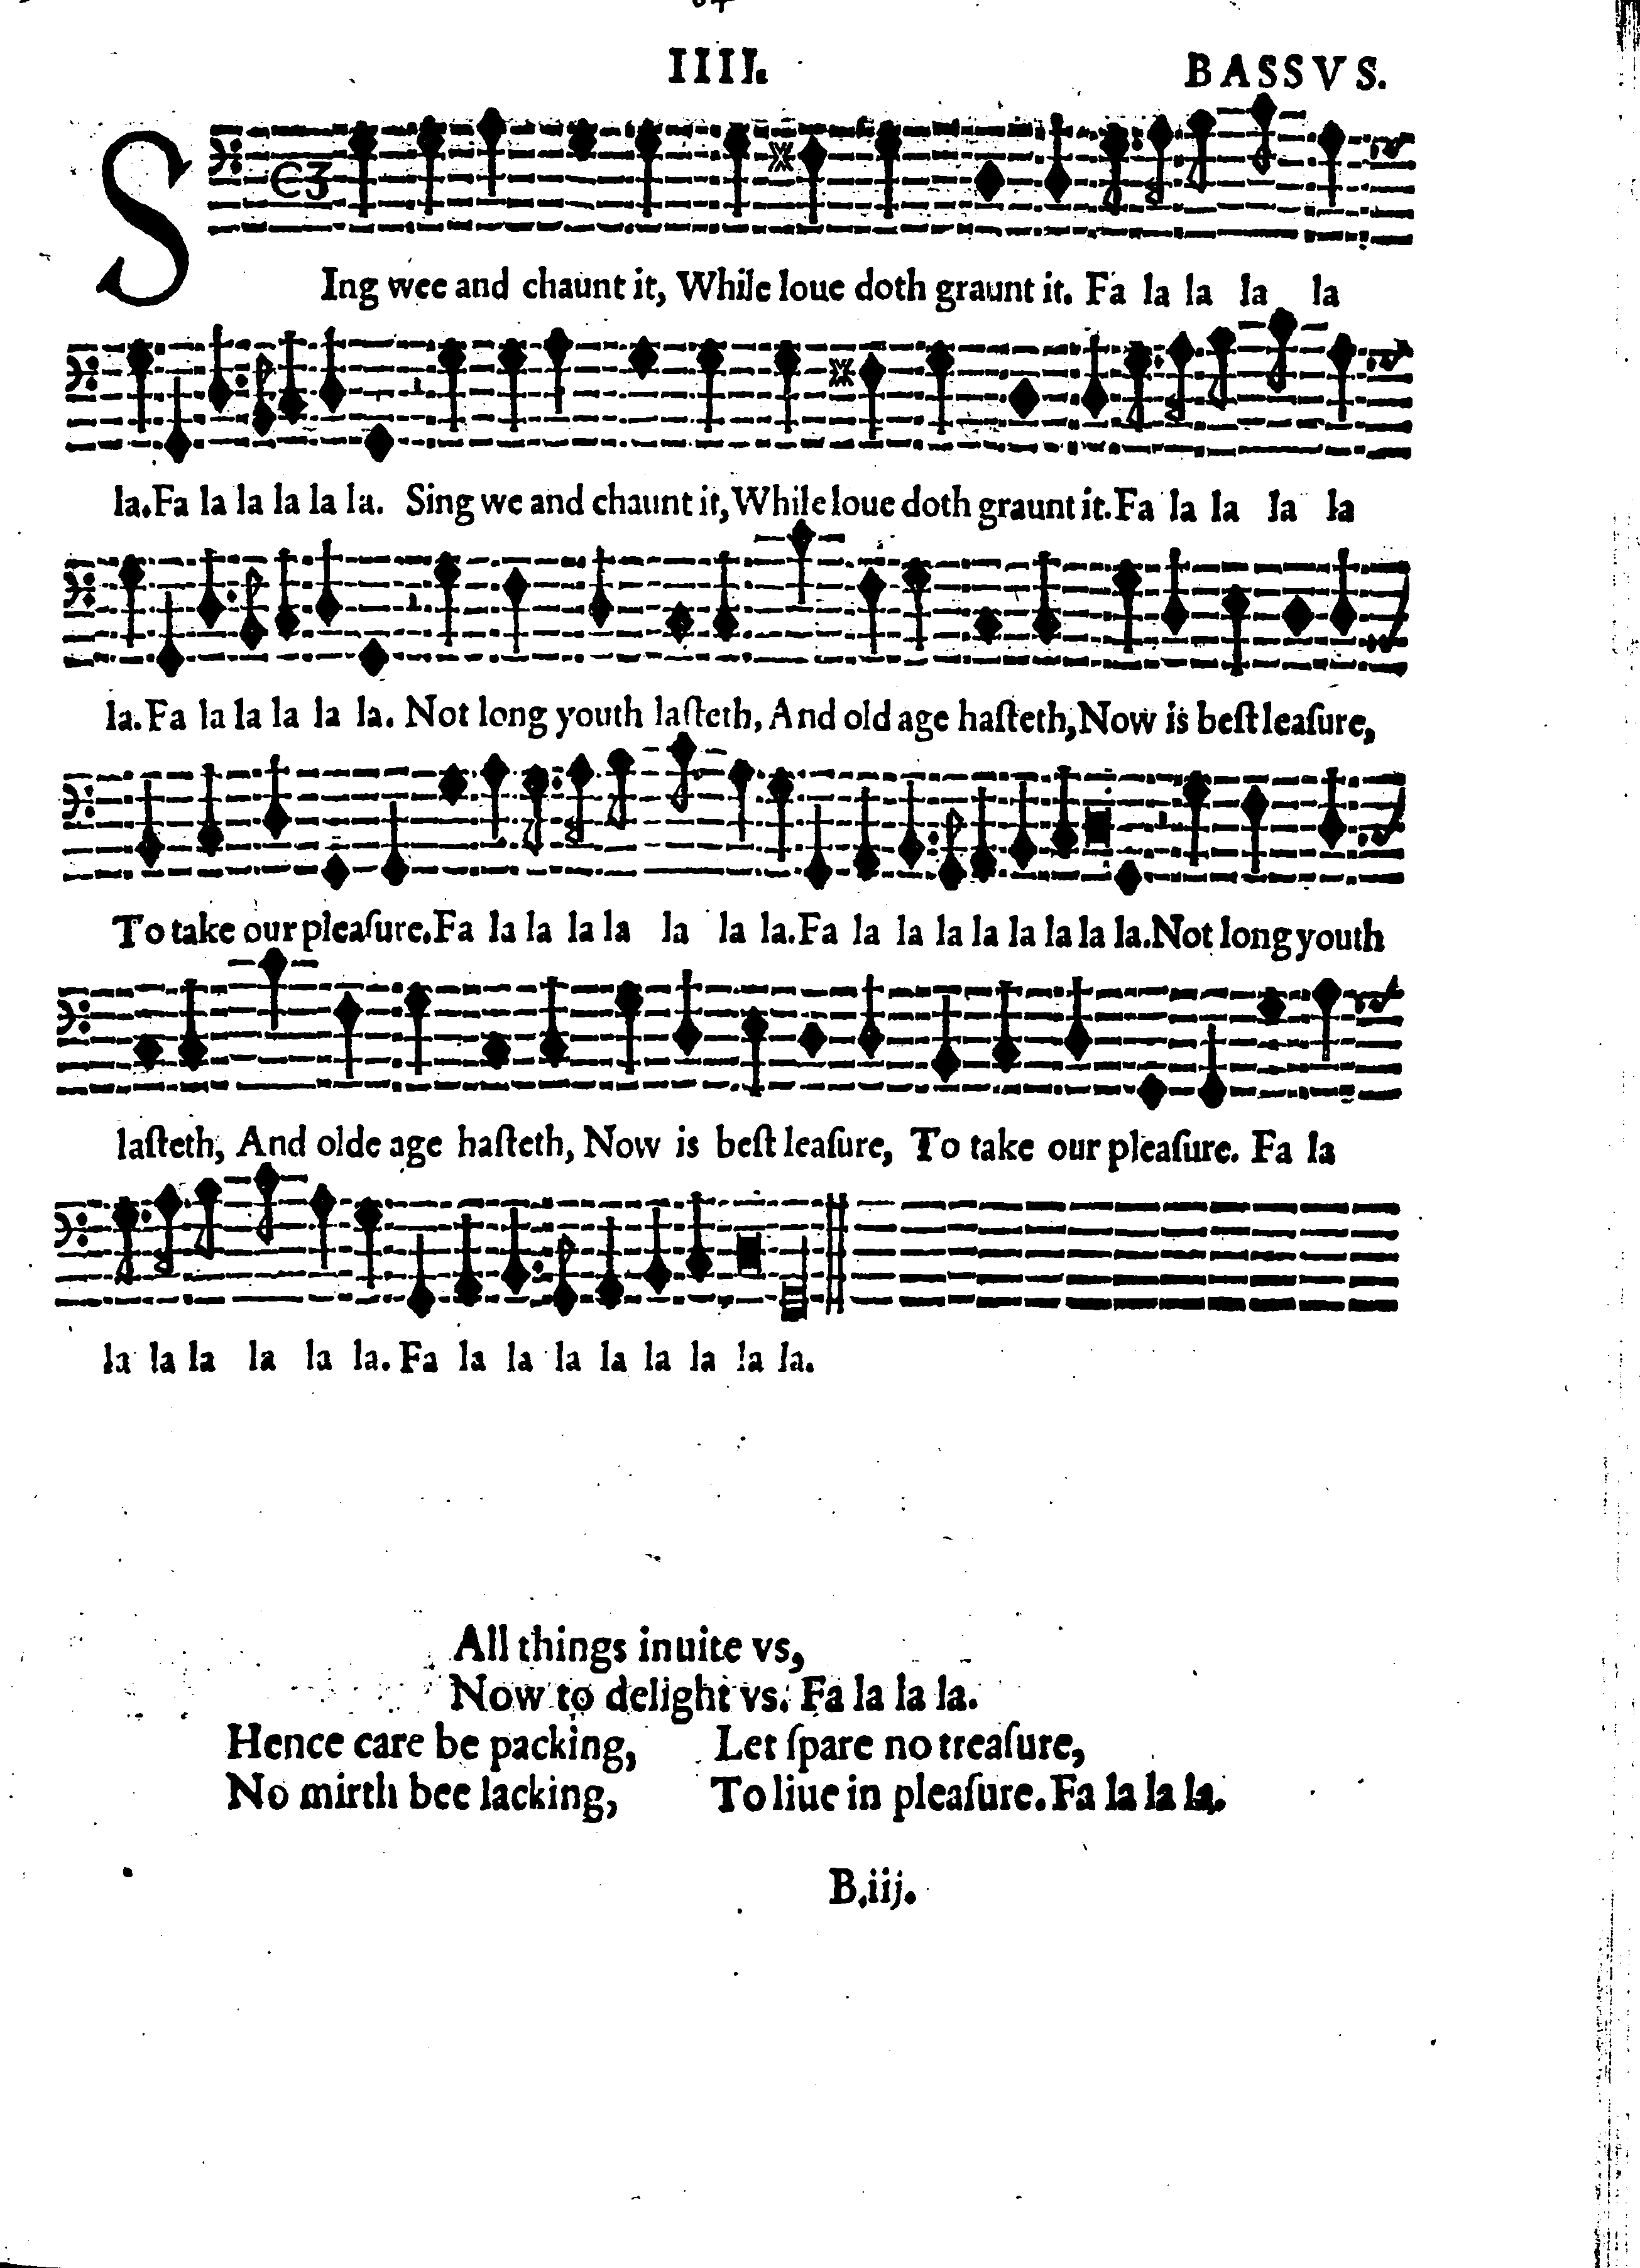 IIII. BASSVS.
SIng wee and chaunt it, While loue doth graunt it. Fa la la la la
la. Fa la la la la la. Sing we and chaunt it, While loue doth graunt it. Fa la la la la
la. Fa la la la la la. Not long youth laſteth, And old age haſteth, Now is beſt leaſure,
To take our pleaſure. Fa la la la la la la la. Fa la la la la la la la la. Not long youth
laſteth, And olde age haſteth, Now is beſt leaſure, To take our pleaſure. Fa la
la la la la la la. Fa la la la la la la la la.
All things inuite vs,
Now to delight vs. Fa la la la.
Hence care be packing, Let ſpare no treaſure,
No mirth bee lacking, To liue in pleaſure. Fa la la la.
B.iij.